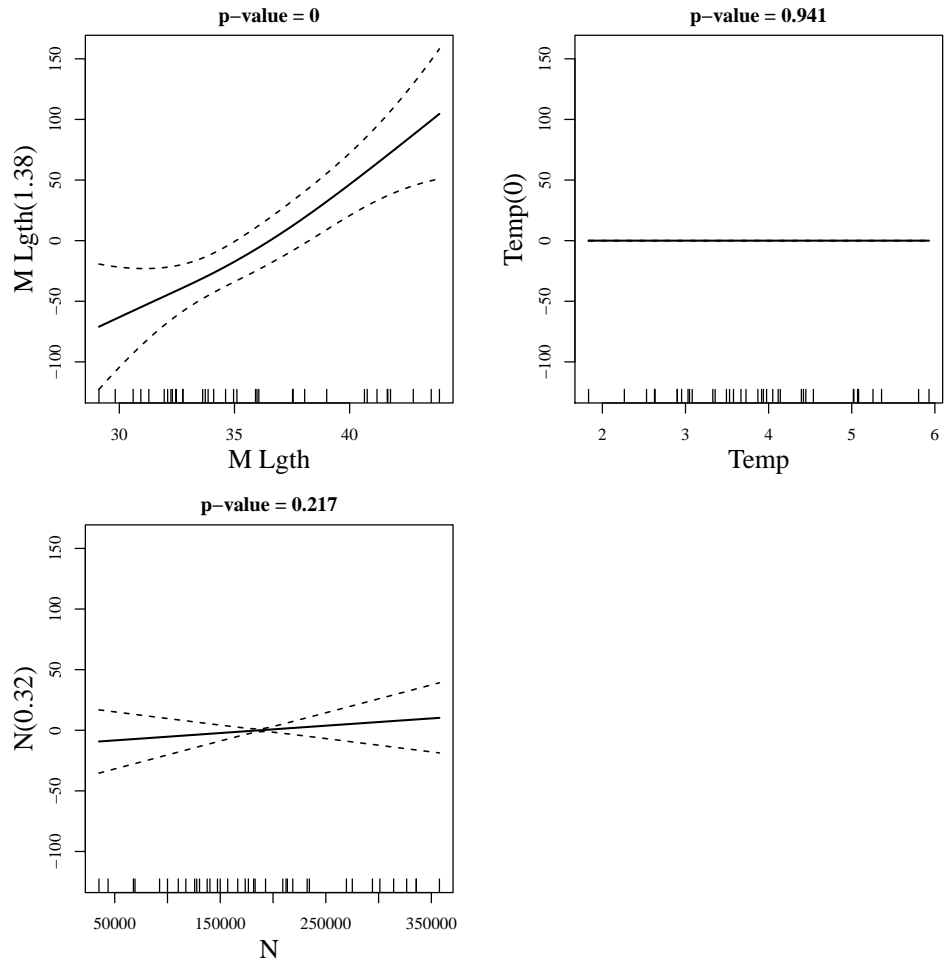 p−value = 0
M Lgth(1.38)
150
100
50
0
−50
−100
30 35 40
M Lgth
p−value = 0.941
Temp(0)
150
100
50
0
−50
−100
2 3 4 5 6
Temp
p−value = 0.217
N(0.32)
150
100
50
0
−50
−100
50000 150000 250000 350000
N